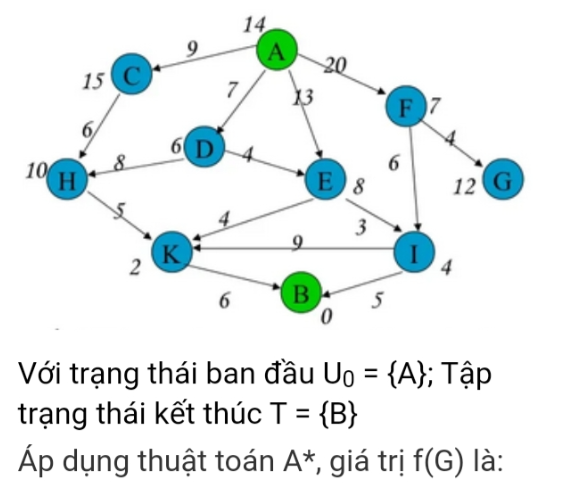 14
A
9
20
C
15
7
13
F
7
6
6
D
4
4
8
6
10
H
E
8
12
G
5
4
3
K
9
I
2
4
6
B
5
0
Với trạng thái ban đầu U₀ = {A}; Tập
trạng thái kết thúc T = {B}
Áp dụng thuật toán A*, giá trị f(G) là: